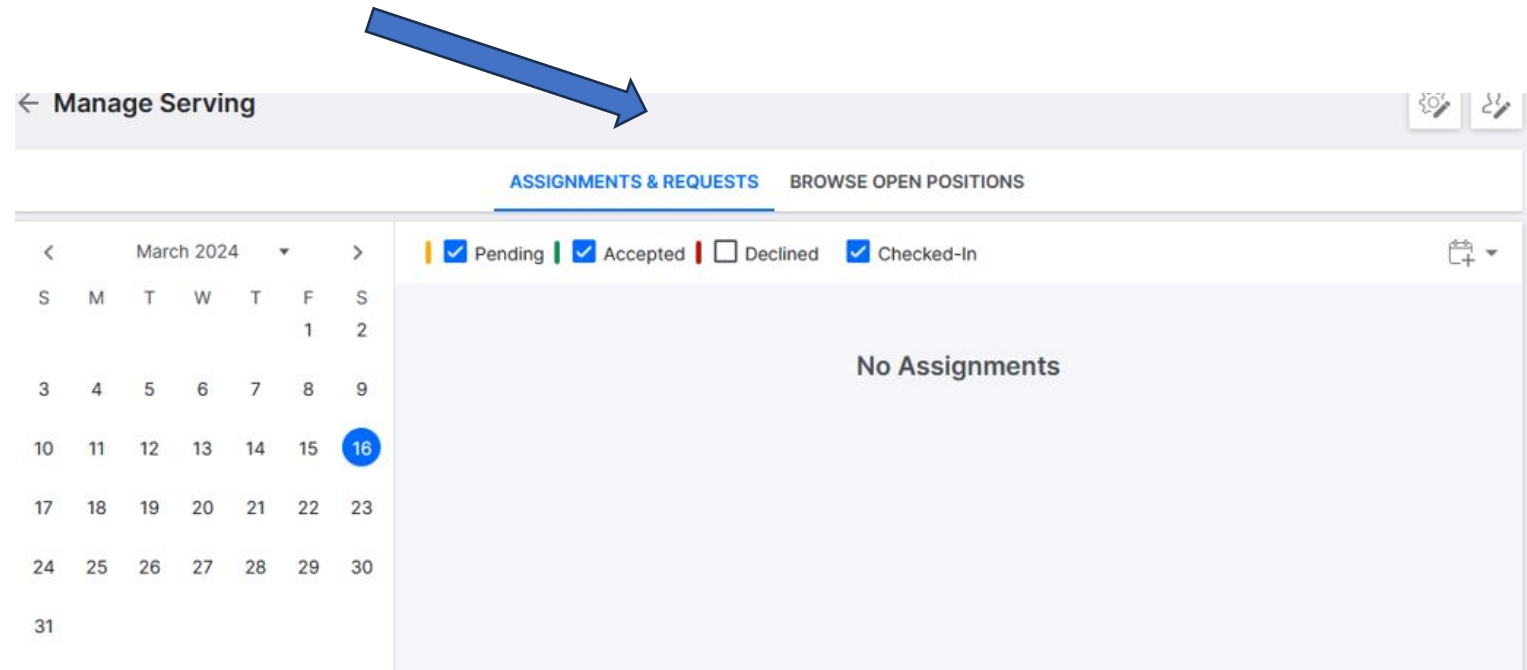 Manage Serving
ASSIGNMENTS & REQUESTS BROWSE OPEN POSITIONS
March 2024
Pending Accepted Declined Checked-In
S M T W T F S
1 2
No Assignments
3 4 5 6 7 8 9
10 11 12 13 14 15 16
17 18 19 20 21 22 23
24 25 26 27 28 29 30
31